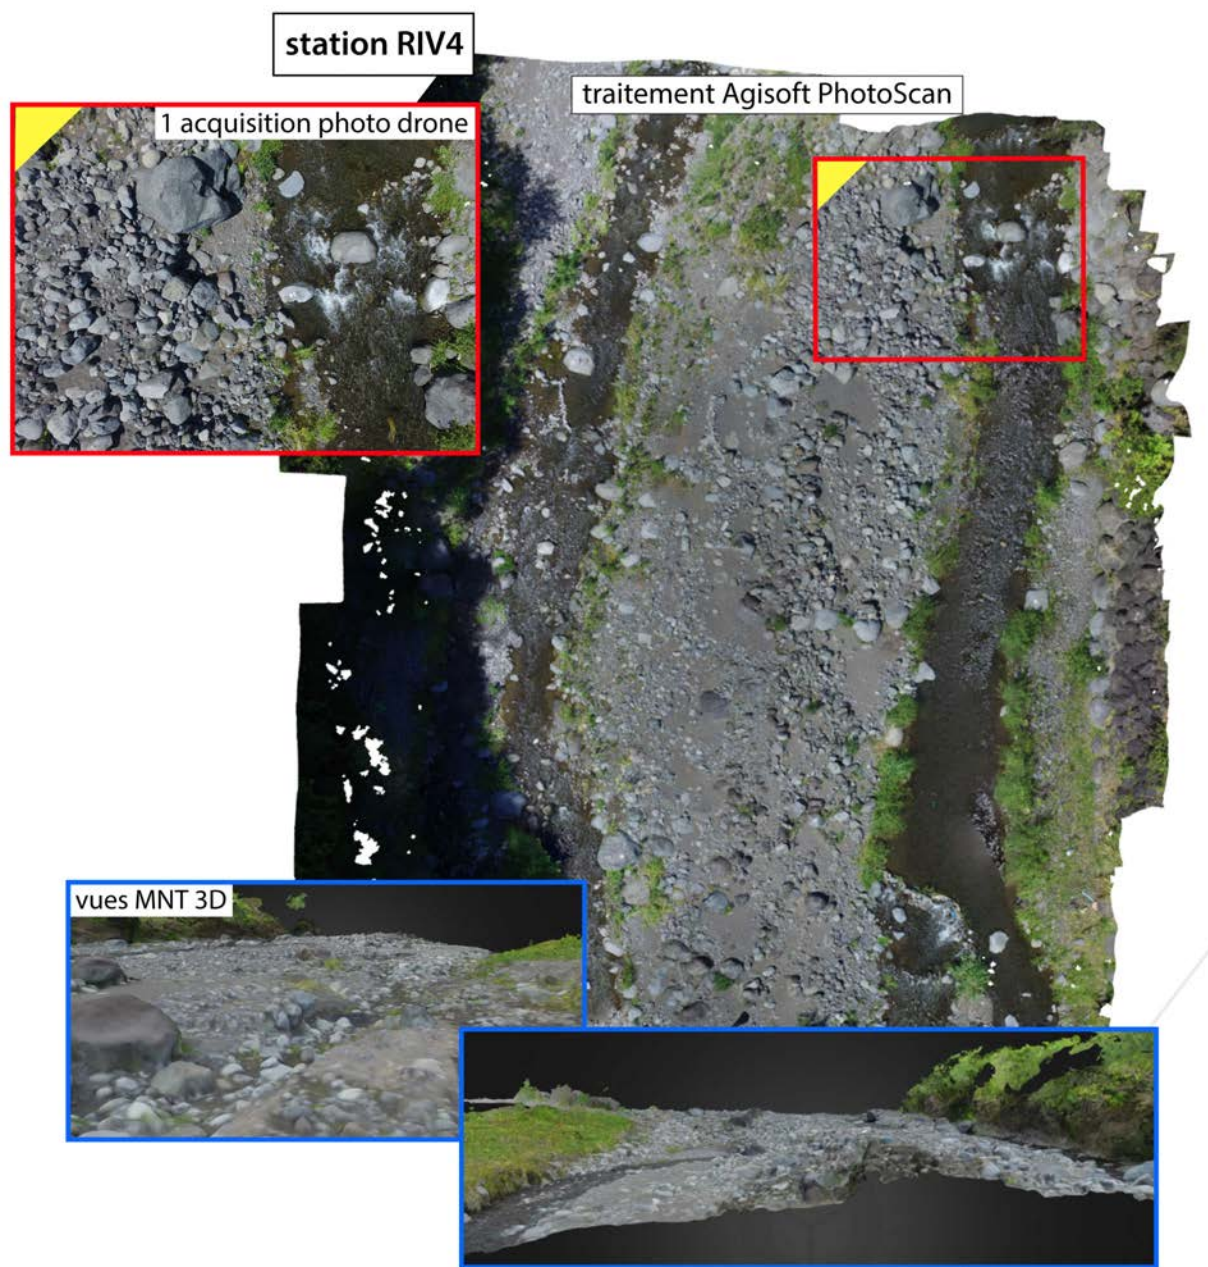 station RIV4
traitement Agisoft PhotoScan
1 acquisition photo drone
vues MNT 3D